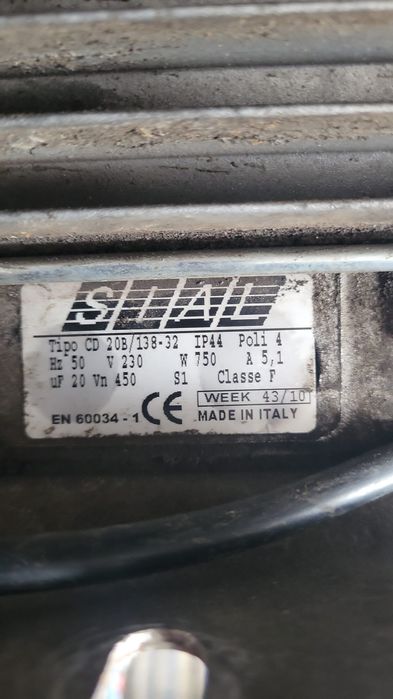 SIAL
Tipo CD 20B/138-32 IP44 Poli 4
Hz 50 V 230 W 750 A 5,1
uF 20 Vn 450 S1 Classe F
WEEK 43/10
EN 60034 - 1 CE MADE IN ITALY